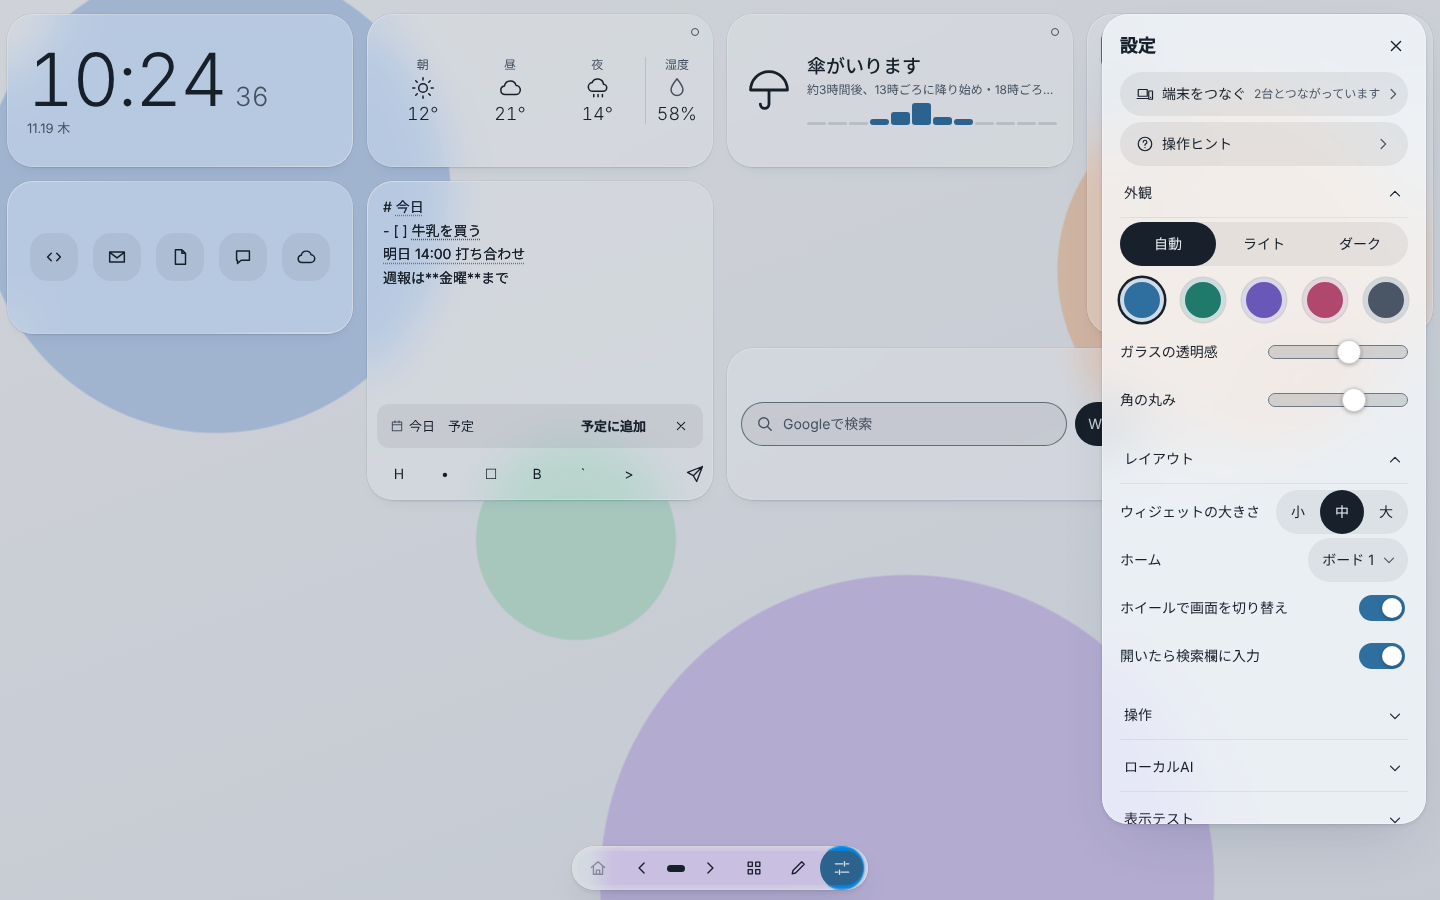 10:24 36
11.19 木
朝
12°
昼
21°
夜
14°
湿度
58%
傘がいります
約3時間後、13時ごろに降り始め・18時ごろ…
# 今日
- [ ] 牛乳を買う
明日 14:00 打ち合わせ
週報は**金曜**まで
今日 予定 予定に追加
H • □ B ` >
Googleで検索
W
設定
端末をつなぐ 2台とつながっています
操作ヒント
外観
自動 ライト ダーク
ガラスの透明感
角の丸み
レイアウト
ウィジェットの大きさ 小 中 大
ホーム ボード 1
ホイールで画面を切り替え
開いたら検索欄に入力
操作
ローカルAI
表示テスト